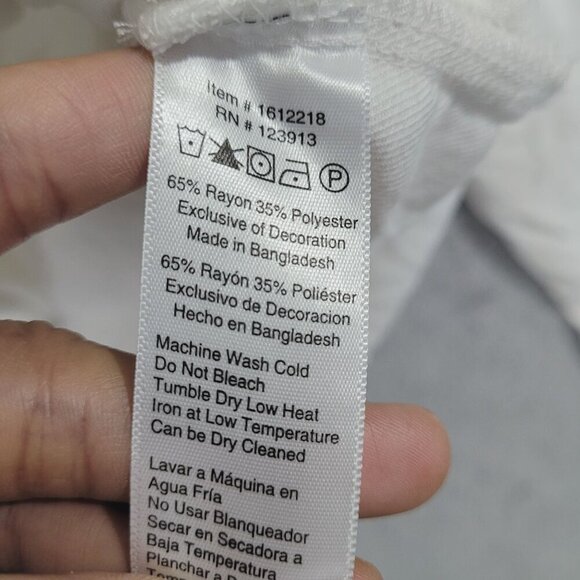 Item # 1612218
RN # 123913
P
65% Rayon 35% Polyester
Exclusive of Decoration
Made in Bangladesh
65% Rayón 35% Poliéster
Exclusivo de Decoracion
Hecho en Bangladesh
Machine Wash Cold
Do Not Bleach
Tumble Dry Low Heat
Iron at Low Temperature
Can be Dry Cleaned
Lavar a Máquina en
Agua Fría
No Usar Blanqueador
Secar en Secadora a
Baja Temperatura
Planchar a